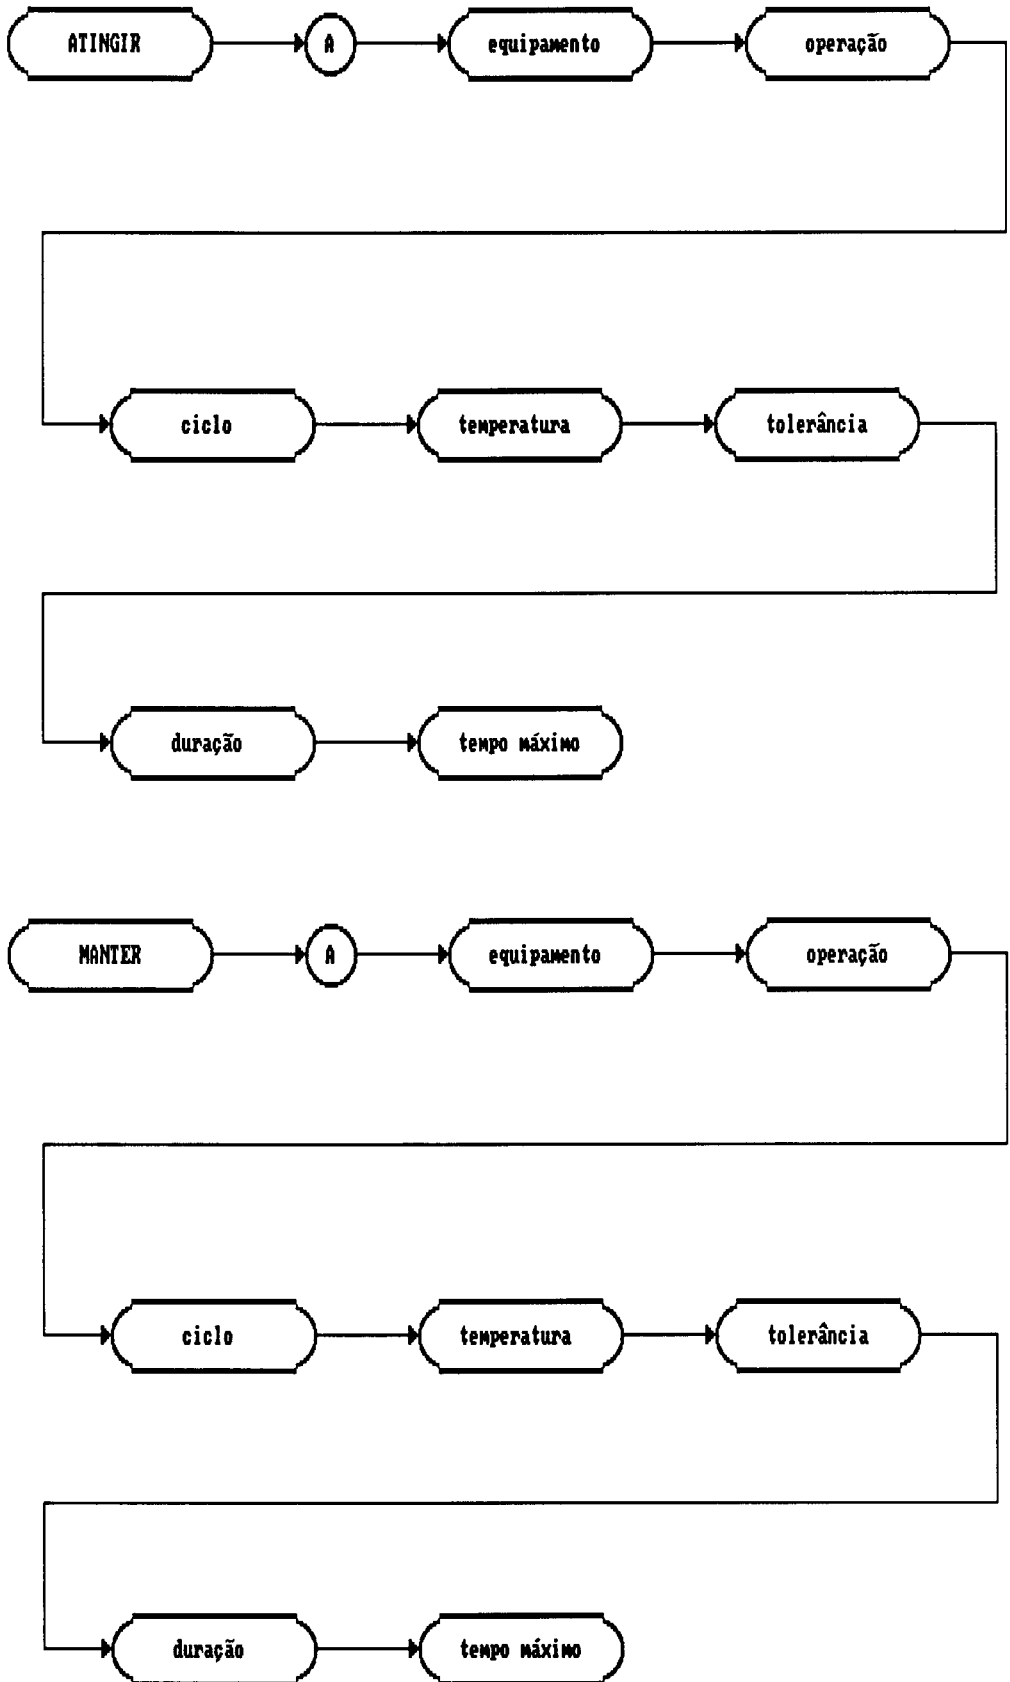 ATINGIR A equipamento operação
ciclo temperatura tolerância
duração tempo máximo
MANTER A equipamento operação
ciclo temperatura tolerância
duração tempo máximo